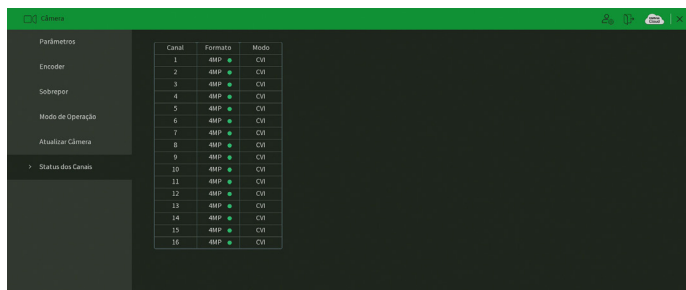 Câmera
Parâmetros
Encoder
Sobrepor
Modo de Operação
Atualizar Câmera
> Status dos Canais
Canal Formato Modo
1 4MP CVI
2 4MP CVI
3 4MP CVI
4 4MP CVI
5 4MP CVI
6 4MP CVI
7 4MP CVI
8 4MP CVI
9 4MP CVI
10 4MP CVI
11 4MP CVI
12 4MP CVI
13 4MP CVI
14 4MP CVI
15 4MP CVI
16 4MP CVI